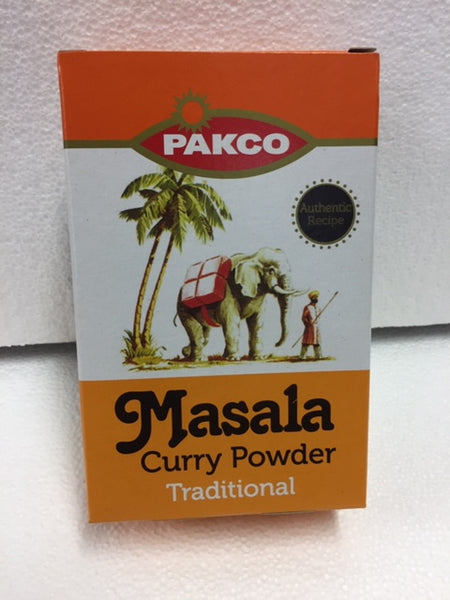 PAKCO
Authentic
Recipe
Masala
Curry Powder
Traditional